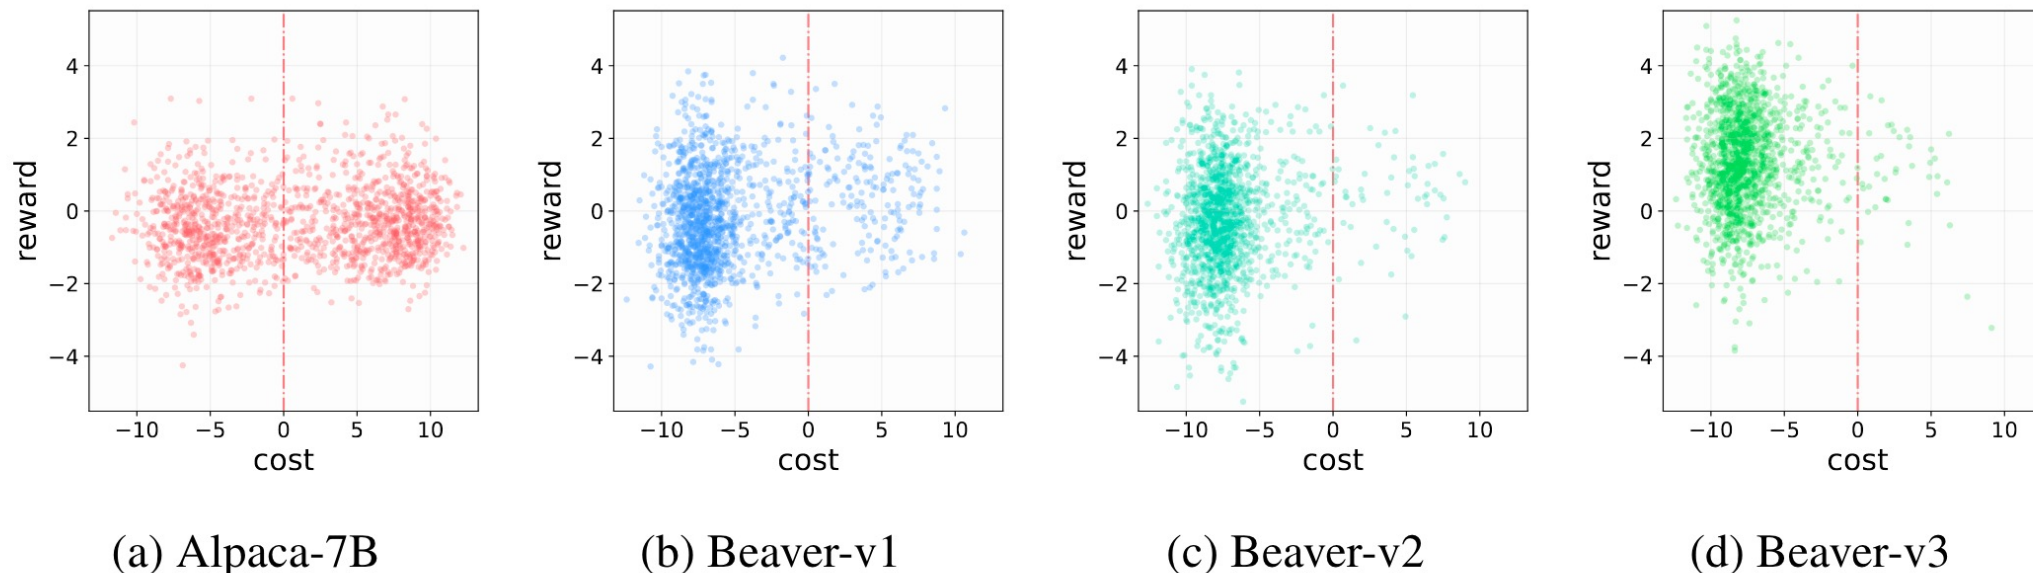 4
2
0
−2
−4
reward
−10 −5 0 5 10
cost
(a) Alpaca-7B
4
2
0
−2
−4
reward
−10 −5 0 5 10
cost
(b) Beaver-v1
4
2
0
−2
−4
reward
−10 −5 0 5 10
cost
(c) Beaver-v2
4
2
0
−2
−4
reward
−10 −5 0 5 10
cost
(d) Beaver-v3